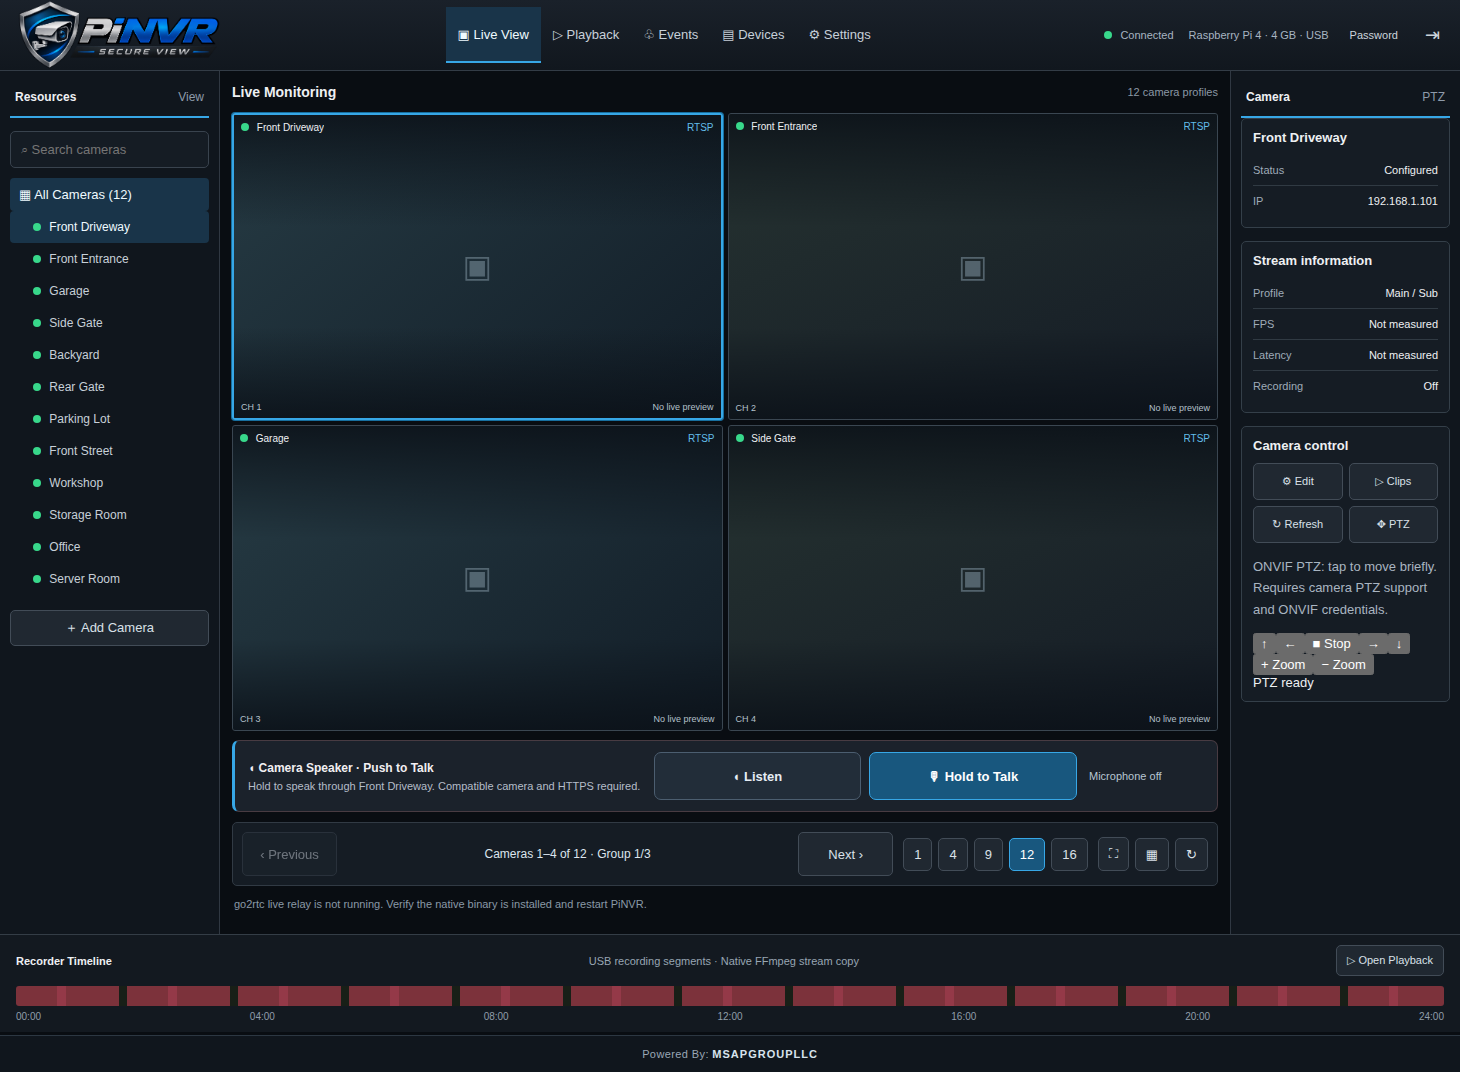 PiNVR
SECURE VIEW
▣ Live View
▷ Playback
♧ Events
▤ Devices
⚙ Settings
Connected
Raspberry Pi 4 · 4 GB · USB
Password
⇥
Resources
View
⌕ Search cameras
▦ All Cameras (12)
Front Driveway
Front Entrance
Garage
Side Gate
Backyard
Rear Gate
Parking Lot
Front Street
Workshop
Storage Room
Office
Server Room
+ Add Camera
Live Monitoring
12 camera profiles
Front Driveway
RTSP
CH 1
No live preview
Front Entrance
RTSP
CH 2
No live preview
Garage
RTSP
CH 3
No live preview
Side Gate
RTSP
CH 4
No live preview
Camera Speaker · Push to Talk
Hold to speak through Front Driveway. Compatible camera and HTTPS required.
Listen
Hold to Talk
Microphone off
‹ Previous
Cameras 1–4 of 12 · Group 1/3
Next ›
1
4
9
12
16
⛶
▦
↻
go2rtc live relay is not running. Verify the native binary is installed and restart PiNVR.
Camera
PTZ
Front Driveway
Status
Configured
IP
192.168.1.101
Stream information
Profile
Main / Sub
FPS
Not measured
Latency
Not measured
Recording
Off
Camera control
⚙ Edit
▷ Clips
↻ Refresh
✥ PTZ
ONVIF PTZ: tap to move briefly.
Requires camera PTZ support
and ONVIF credentials.
↑ ← ■ Stop → ↓
+ Zoom − Zoom
PTZ ready
Recorder Timeline
USB recording segments · Native FFmpeg stream copy
▷ Open Playback
00:00
04:00
08:00
12:00
16:00
20:00
24:00
Powered By: MSAPGROUPLLC